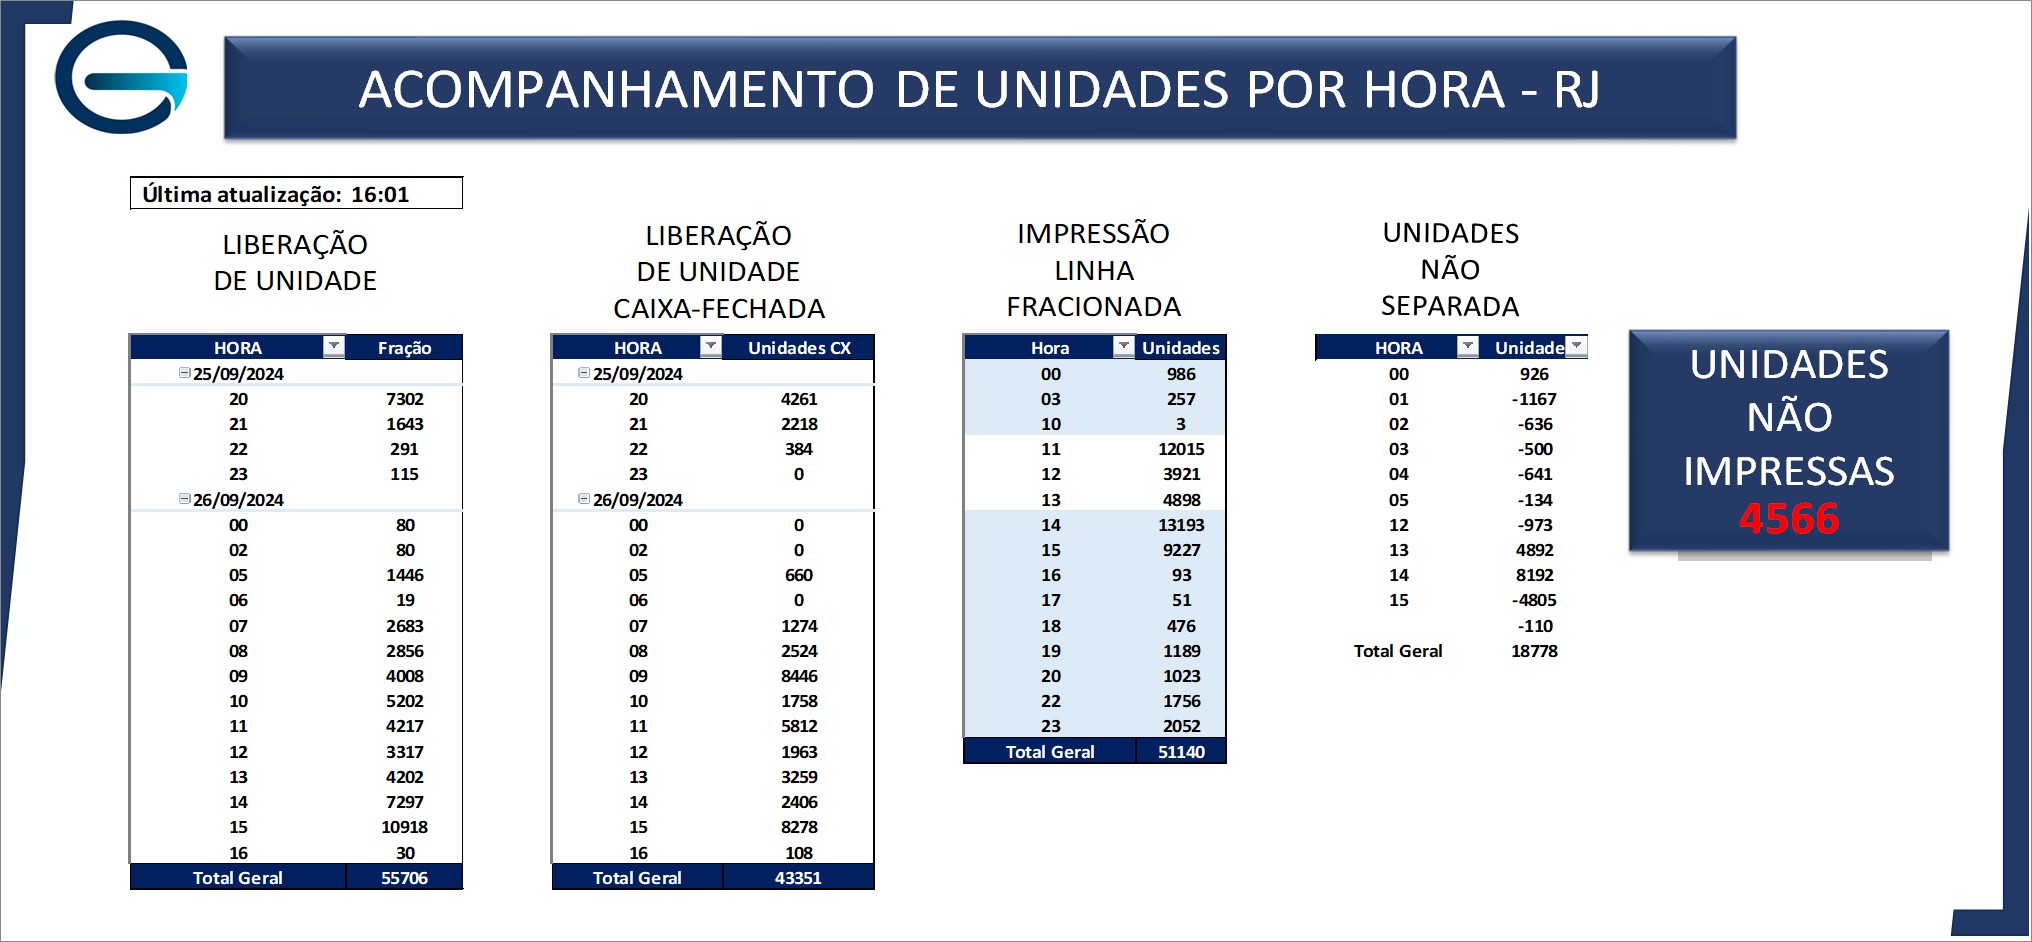 ACOMPANHAMENTO DE UNIDADES POR HORA - RJ
Última atualização: 16:01
LIBERAÇÃO
DE UNIDADE
HORA Fração
25/09/2024
20 7302
21 1643
22 291
23 115
26/09/2024
00 80
02 80
05 1446
06 19
07 2683
08 2856
09 4008
10 5202
11 4217
12 3317
13 4202
14 7297
15 10918
16 30
Total Geral 55706
LIBERAÇÃO
DE UNIDADE
CAIXA-FECHADA
HORA Unidades CX
25/09/2024
20 4261
21 2218
22 384
23 0
26/09/2024
00 0
02 0
05 660
06 0
07 1274
08 2524
09 8446
10 1758
11 5812
12 1963
13 3259
14 2406
15 8278
16 108
Total Geral 43351
IMPRESSÃO
LINHA
FRACIONADA
Hora Unidades
00 986
03 257
10 3
11 12015
12 3921
13 4898
14 13193
15 9227
16 93
17 51
18 476
19 1189
20 1023
22 1756
23 2052
Total Geral 51140
UNIDADES
NÃO
SEPARADA
HORA Unidade
00 926
01 -1167
02 -636
03 -500
04 -641
05 -134
12 -973
13 4892
14 8192
15 -4805
-110
Total Geral 18778
UNIDADES
NÃO
IMPRESSAS
4566